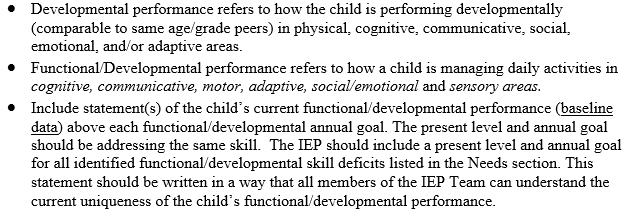 • Developmental performance refers to how the child is performing developmentally
(comparable to same age/grade peers) in physical, cognitive, communicative, social,
emotional, and/or adaptive areas.
• Functional/Developmental performance refers to how a child is managing daily activities in
cognitive, communicative, motor, adaptive, social/emotional and sensory areas.
• Include statement(s) of the child's current functional/developmental performance (baseline
data) above each functional/developmental annual goal. The present level and annual goal
should be addressing the same skill.  The IEP should include a present level and annual goal
for all identified functional/developmental skill deficits listed in the Needs section. This
statement should be written in a way that all members of the IEP Team can understand the
current uniqueness of the child's functional/developmental performance.